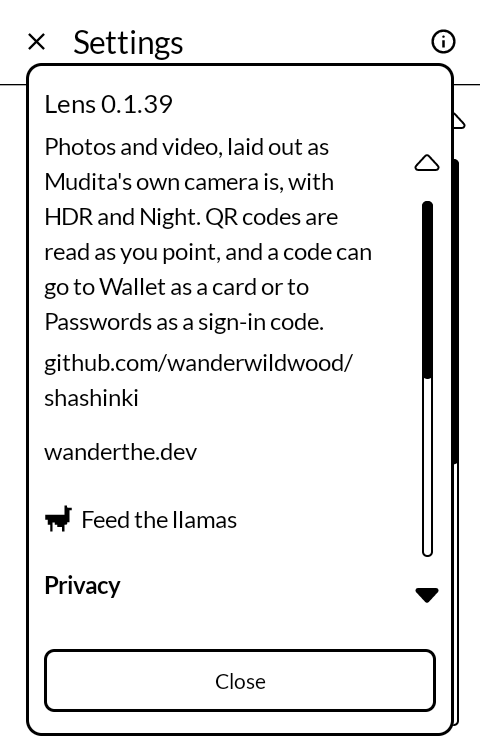 Settings
Lens 0.1.39
Photos and video, laid out as
Mudita's own camera is, with
HDR and Night. QR codes are
read as you point, and a code can
go to Wallet as a card or to
Passwords as a sign-in code.
github.com/wanderwildwood/
shashinki
wanderthe.dev
Feed the llamas
Privacy
Close